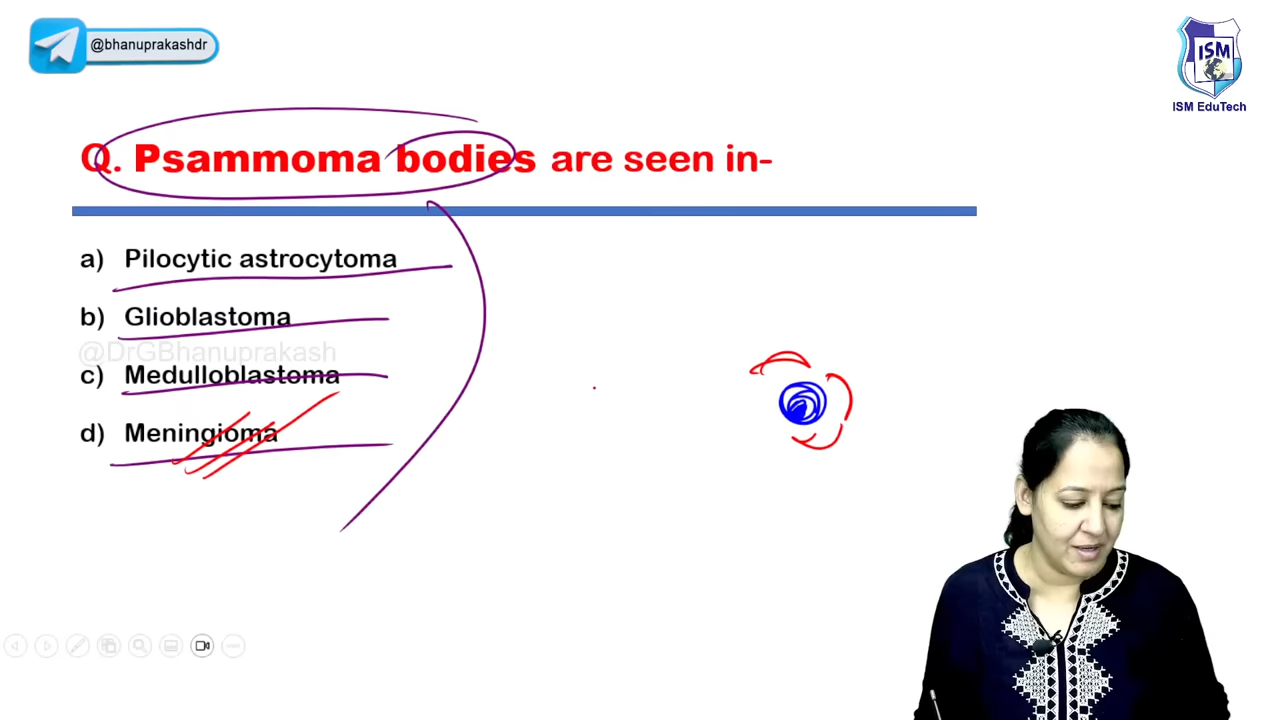 @bhanuprakashdr
ISM
ISM EduTech
Q. Psammoma bodies are seen in-
a) Pilocytic astrocytoma
b) Glioblastoma
@DrGBhanuprakash
c) Medulloblastoma
d) Meningioma